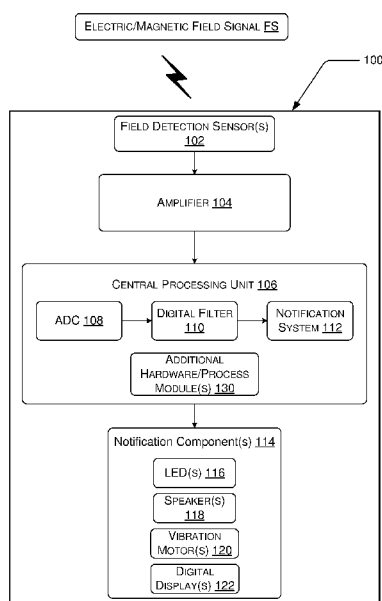 ELECTRIC/MAGNETIC FIELD SIGNAL FS
100
FIELD DETECTION SENSOR(S)
102
AMPLIFIER 104
CENTRAL PROCESSING UNIT 106
ADC 108
DIGITAL FILTER
110
NOTIFICATION
SYSTEM 112
ADDITIONAL
HARDWARE/PROCESS
MODULE(S) 130
Notification Component(s) 114
LED(S) 116
SPEAKER(S)
118
VIBRATION
MOTOR(S) 120
DIGITAL
DISPLAY(S) 122